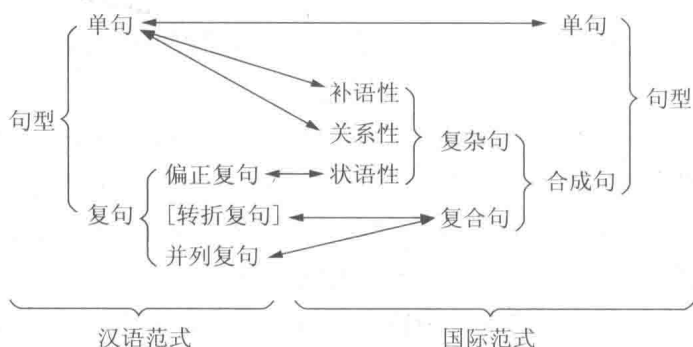 单句 单句
补语性
句型 关系性 复杂句 句型
偏正复句 状语性 合成句
复句 [转折复句] 复合句
并列复句
汉语范式 国际范式